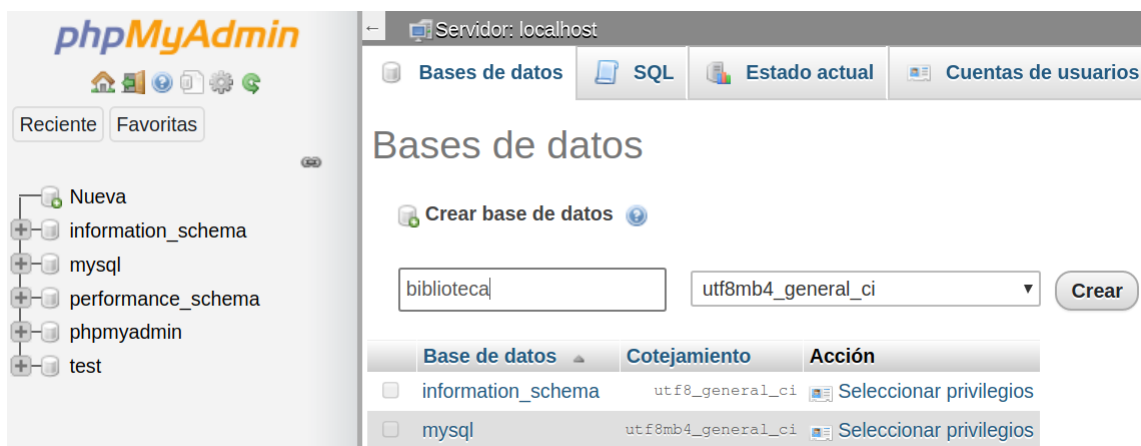 phpMyAdmin
Reciente Favoritas
Nueva
information_schema
mysql
performance_schema
phpmyadmin
test
← Servidor: localhost
Bases de datos SQL Estado actual Cuentas de usuarios
Bases de datos
Crear base de datos
biblioteca utf8mb4_general_ci Crear
Base de datos Cotejamiento Acción
information_schema utf8_general_ci Seleccionar privilegios
mysql utf8mb4_general_ci Seleccionar privilegios